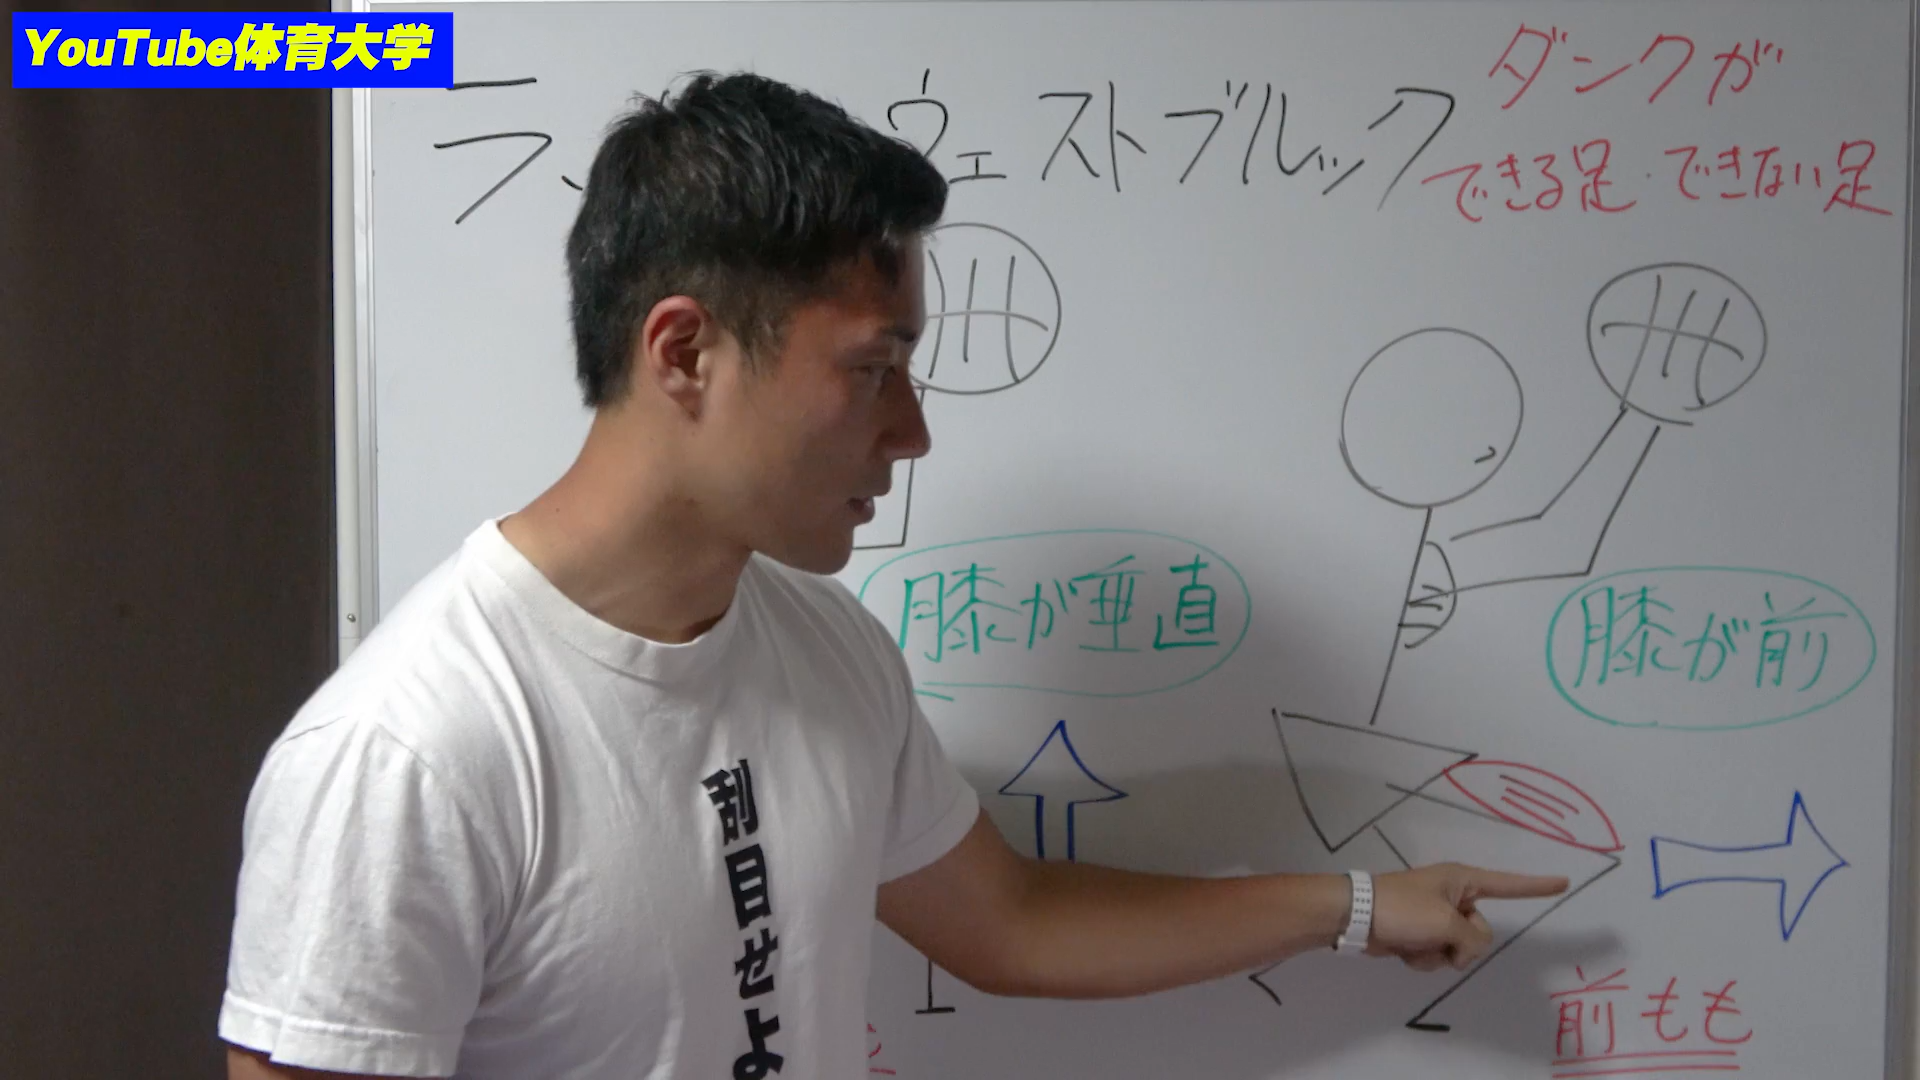 YouTube体育大学
ラ ウェストブルック
ダンクが
できる足・できない足
膝が垂直
膝が前
刮目せよ
前もも